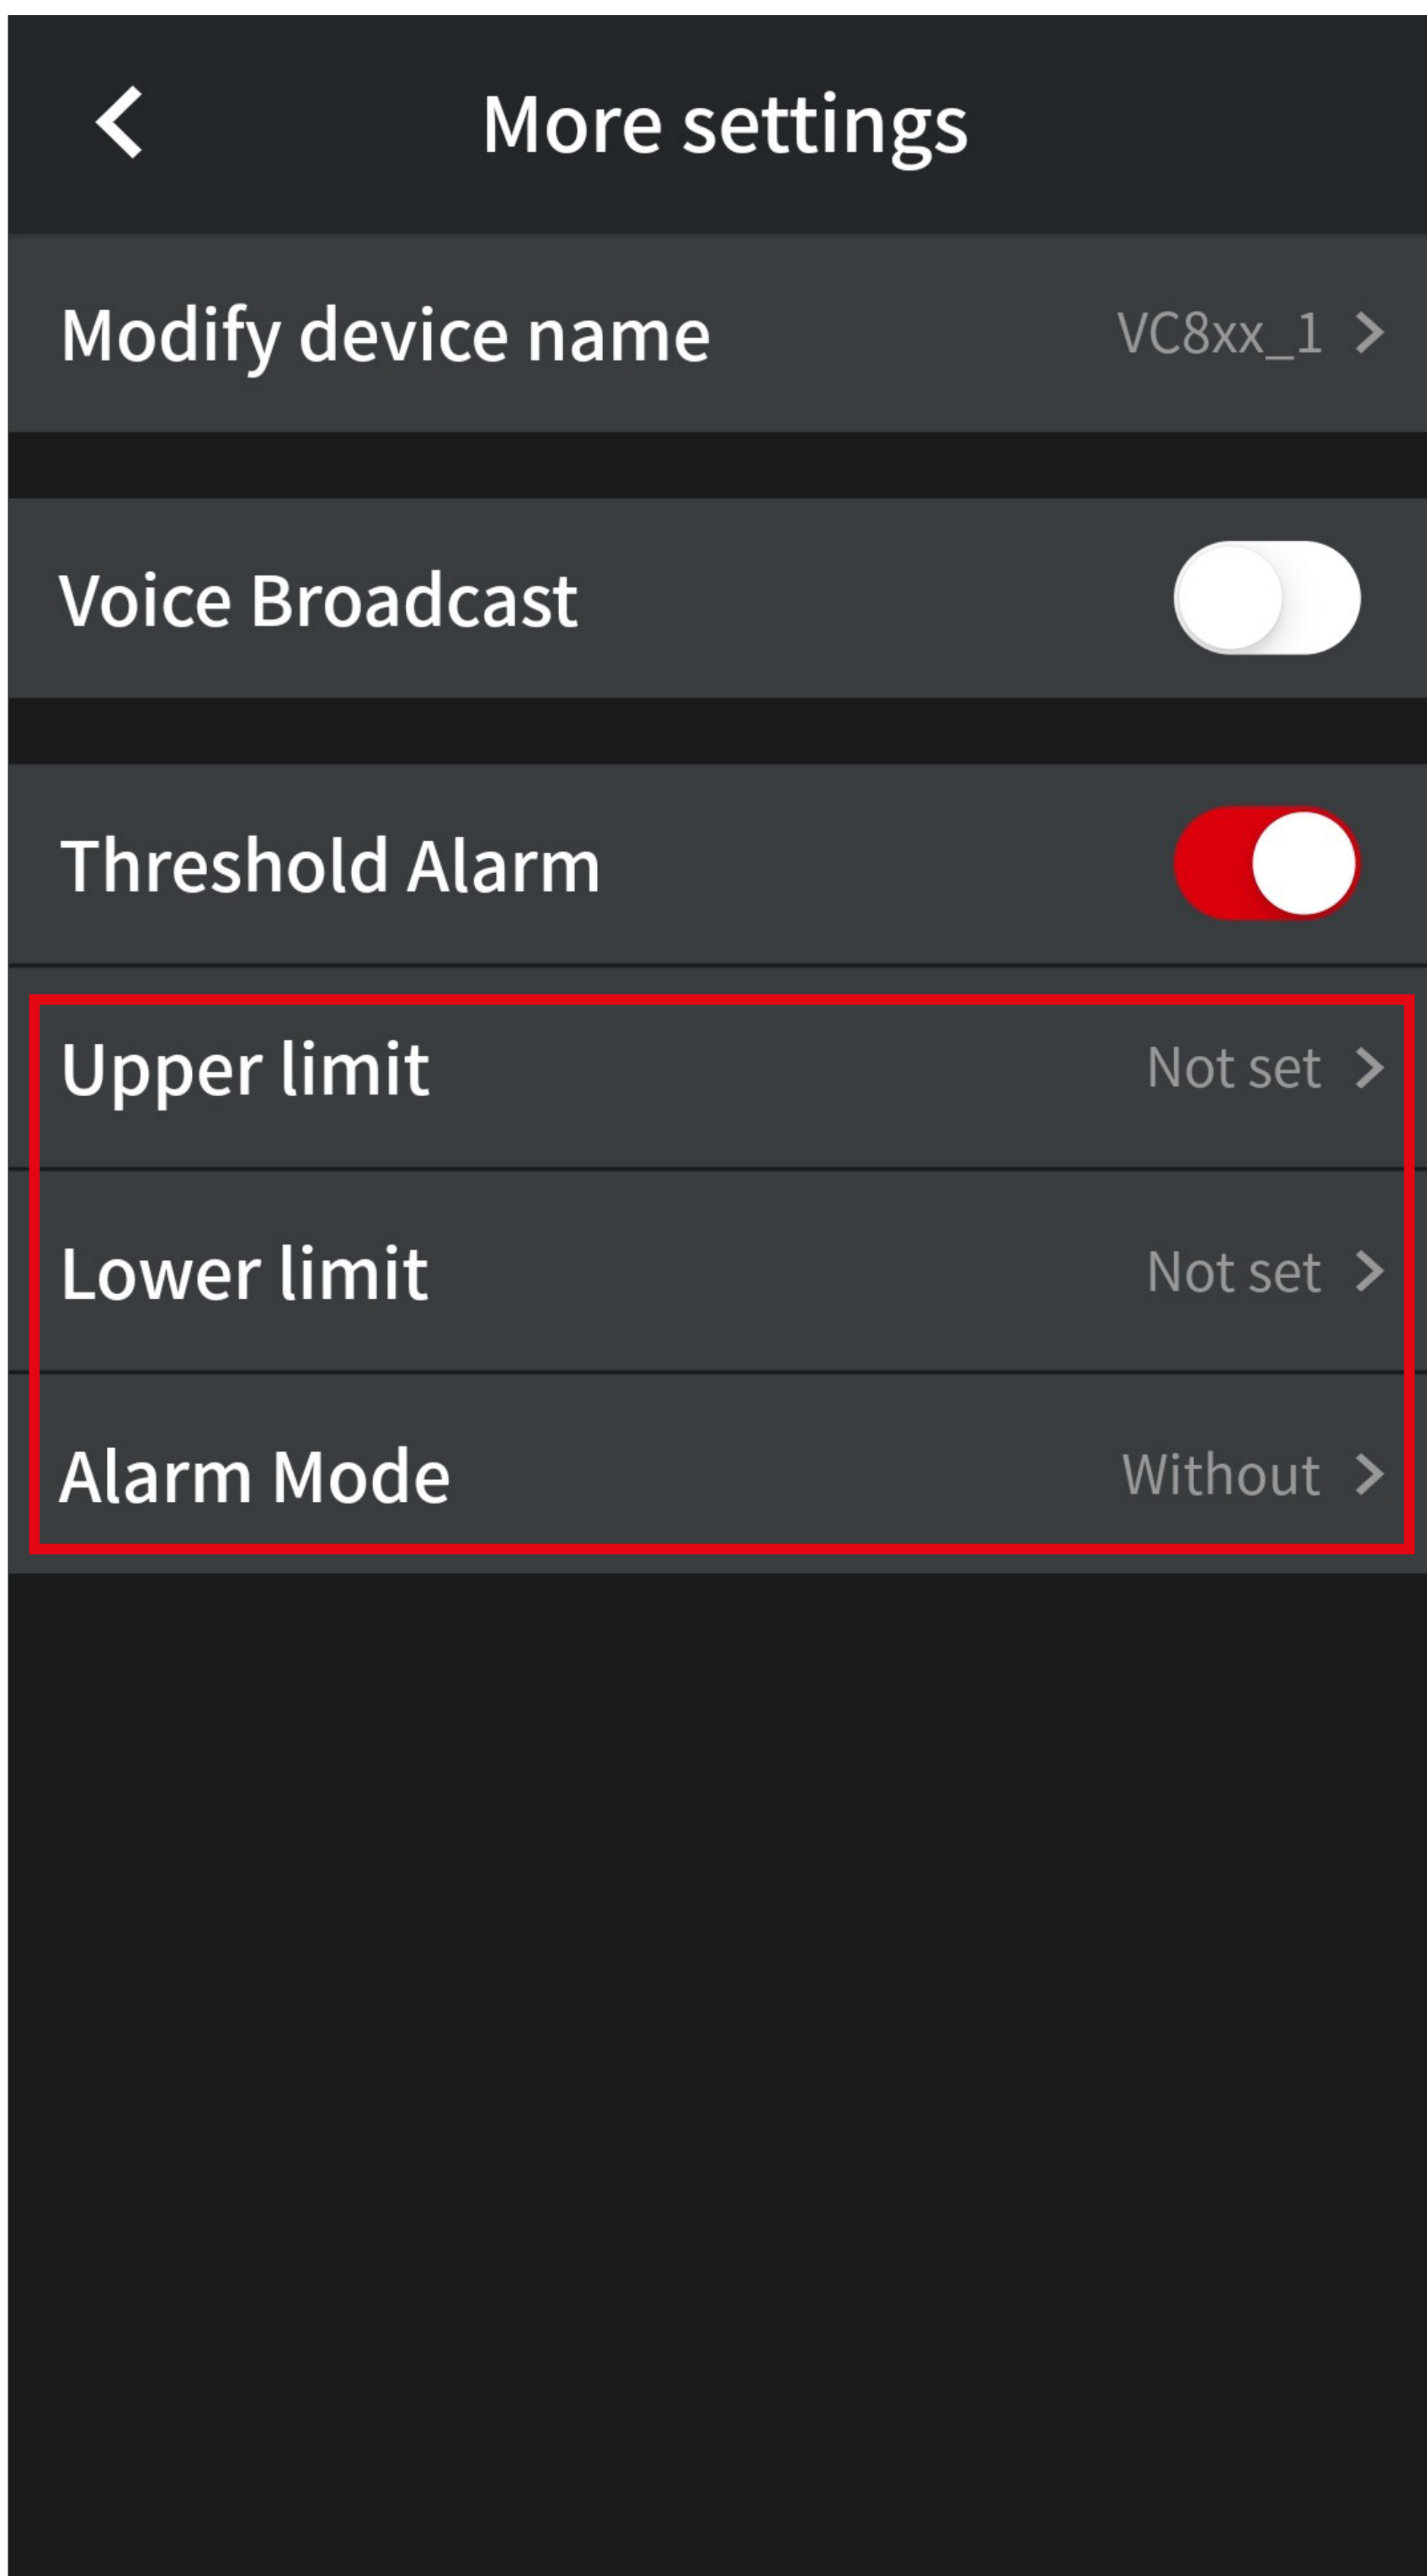 More settings
Modify device name VC8xx_1
Voice Broadcast
Threshold Alarm
Upper limit Not set
Lower limit Not set
Alarm Mode Without